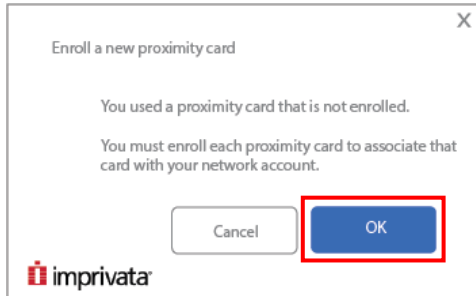 X
Enroll a new proximity card
You used a proximity card that is not enrolled.
You must enroll each proximity card to associate that
card with your network account.
Cancel
OK
imprivata